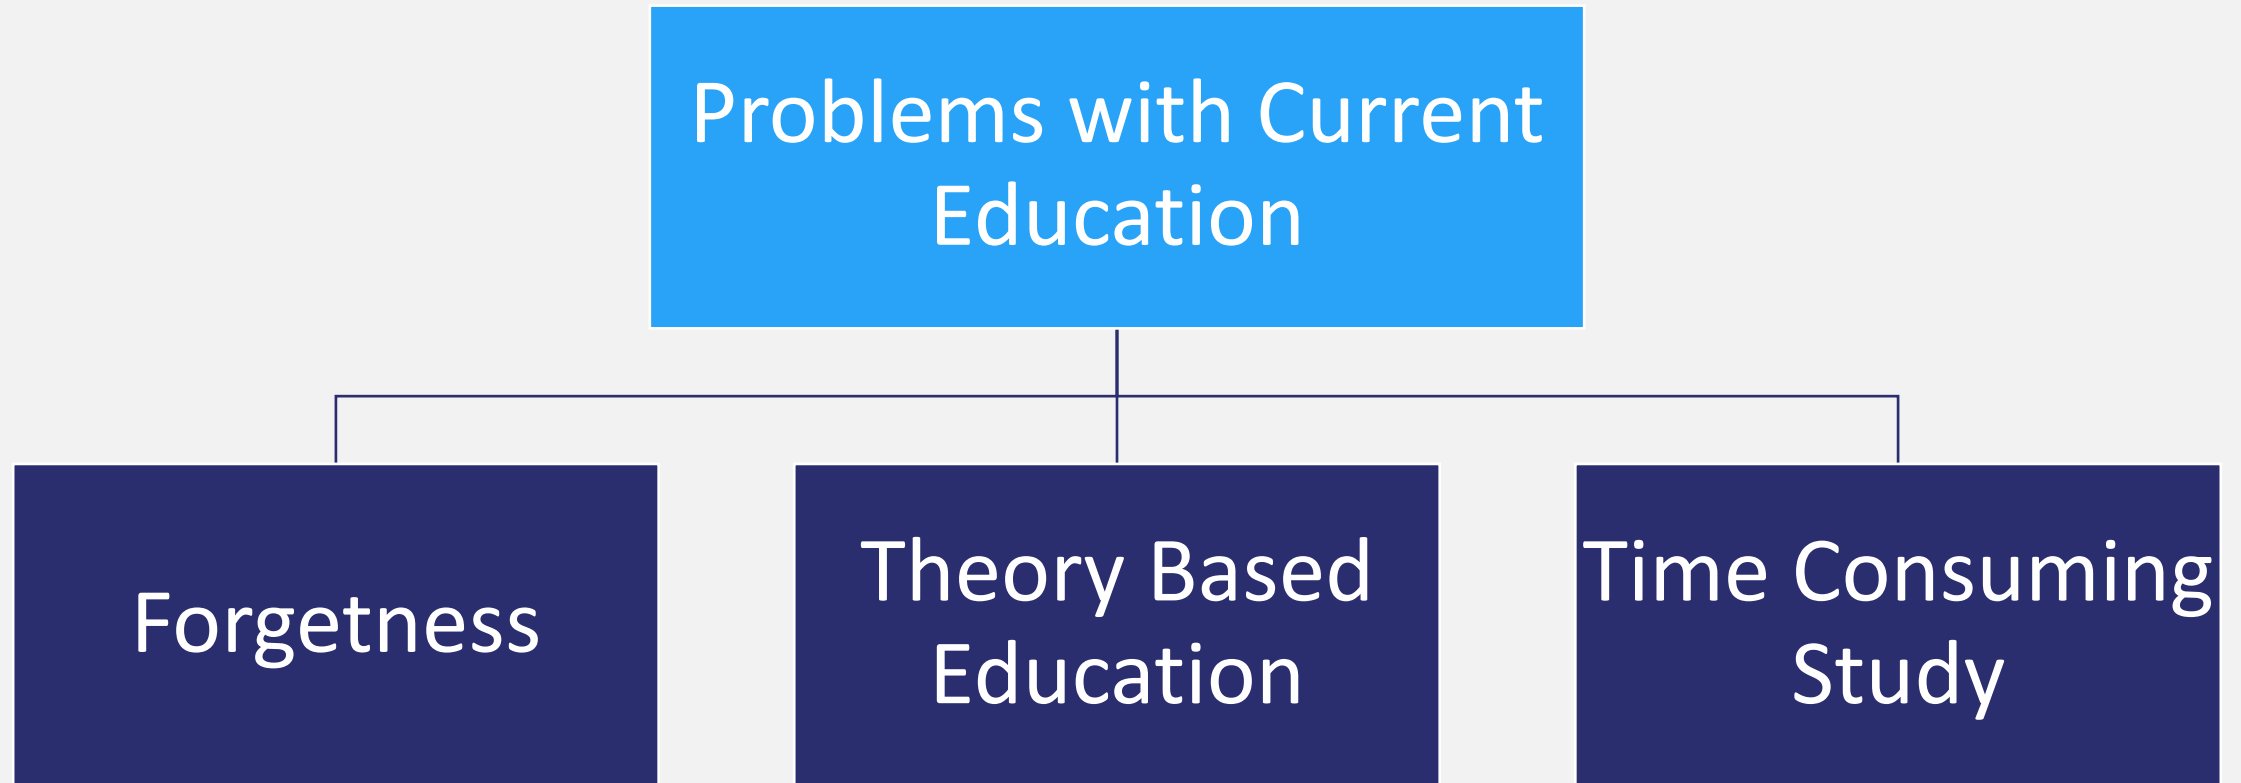 Problems with Current
Education
Forgetness
Theory Based
Education
Time Consuming
Study